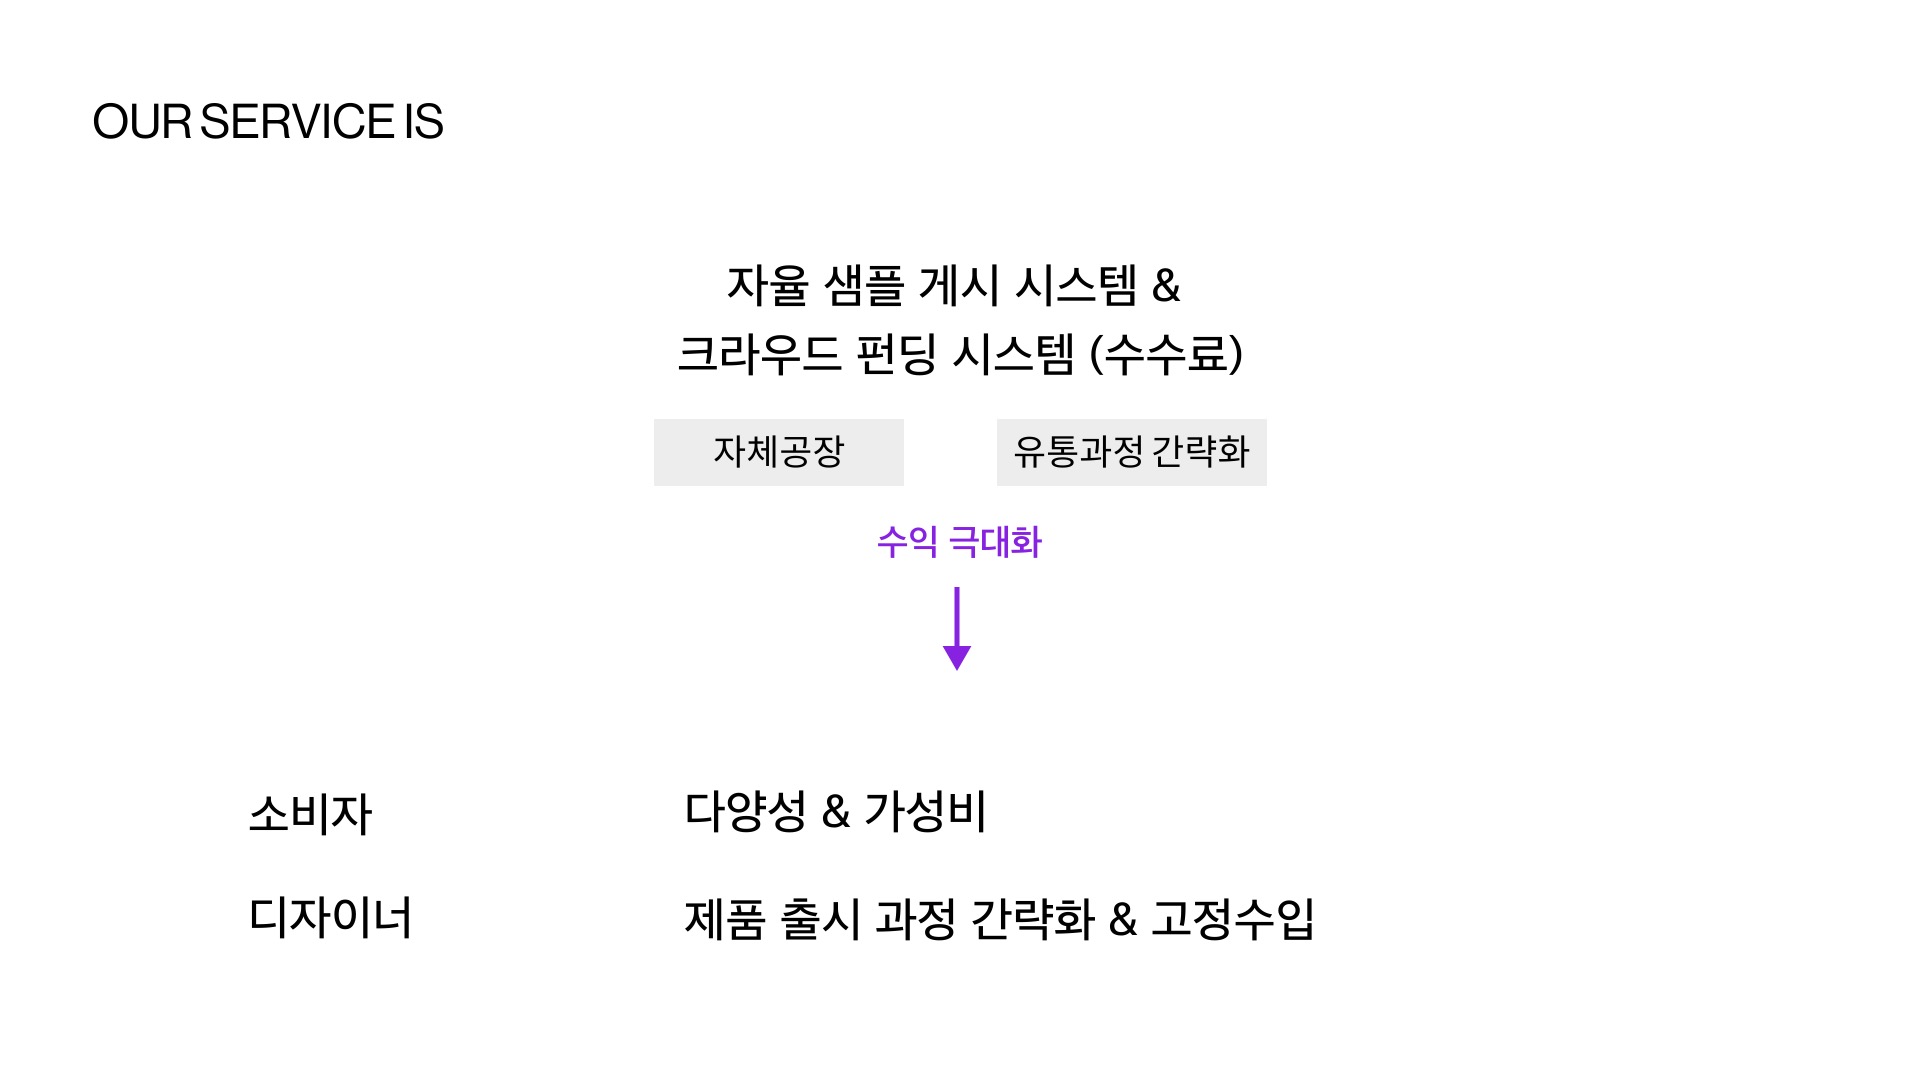 OUR SERVICE IS
자율 샘플 게시 시스템 &
크라우드 펀딩 시스템 (수수료)
자체공장
유통과정 간략화
수익 극대화
소비자
다양성 & 가성비
디자이너
제품 출시 과정 간략화 & 고정수입